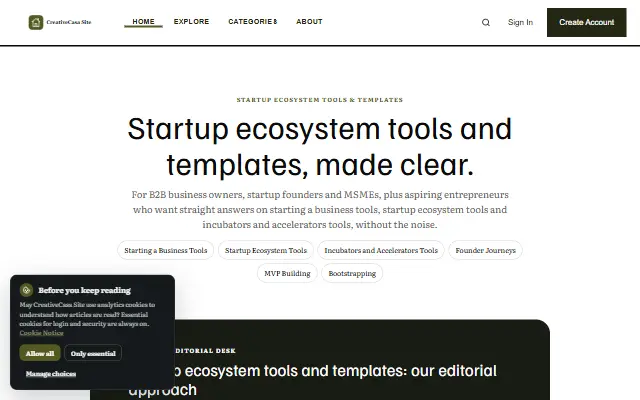 CreativeCasa Site
HOME
EXPLORE
CATEGORIES
ABOUT
Sign In
Create Account
STARTUP ECOSYSTEM TOOLS & TEMPLATES
Startup ecosystem tools and
templates, made clear.
For B2B business owners, startup founders and MSMEs, plus aspiring entrepreneurs
who want straight answers on starting a business tools, startup ecosystem tools and
incubators and accelerators tools, without the noise.
Starting a Business Tools
Startup Ecosystem Tools
Incubators and Accelerators Tools
Founder Journeys
MVP Building
Bootstrapping
Before you keep reading
May CreativeCasa Site use analytics cookies to
understand how articles are read? Essential
cookies for login and security are always on.
Cookie Notice
Allow all
Only essential
Manage choices
EDITORIAL DESK
ecosystem tools and templates: our editorial
approach